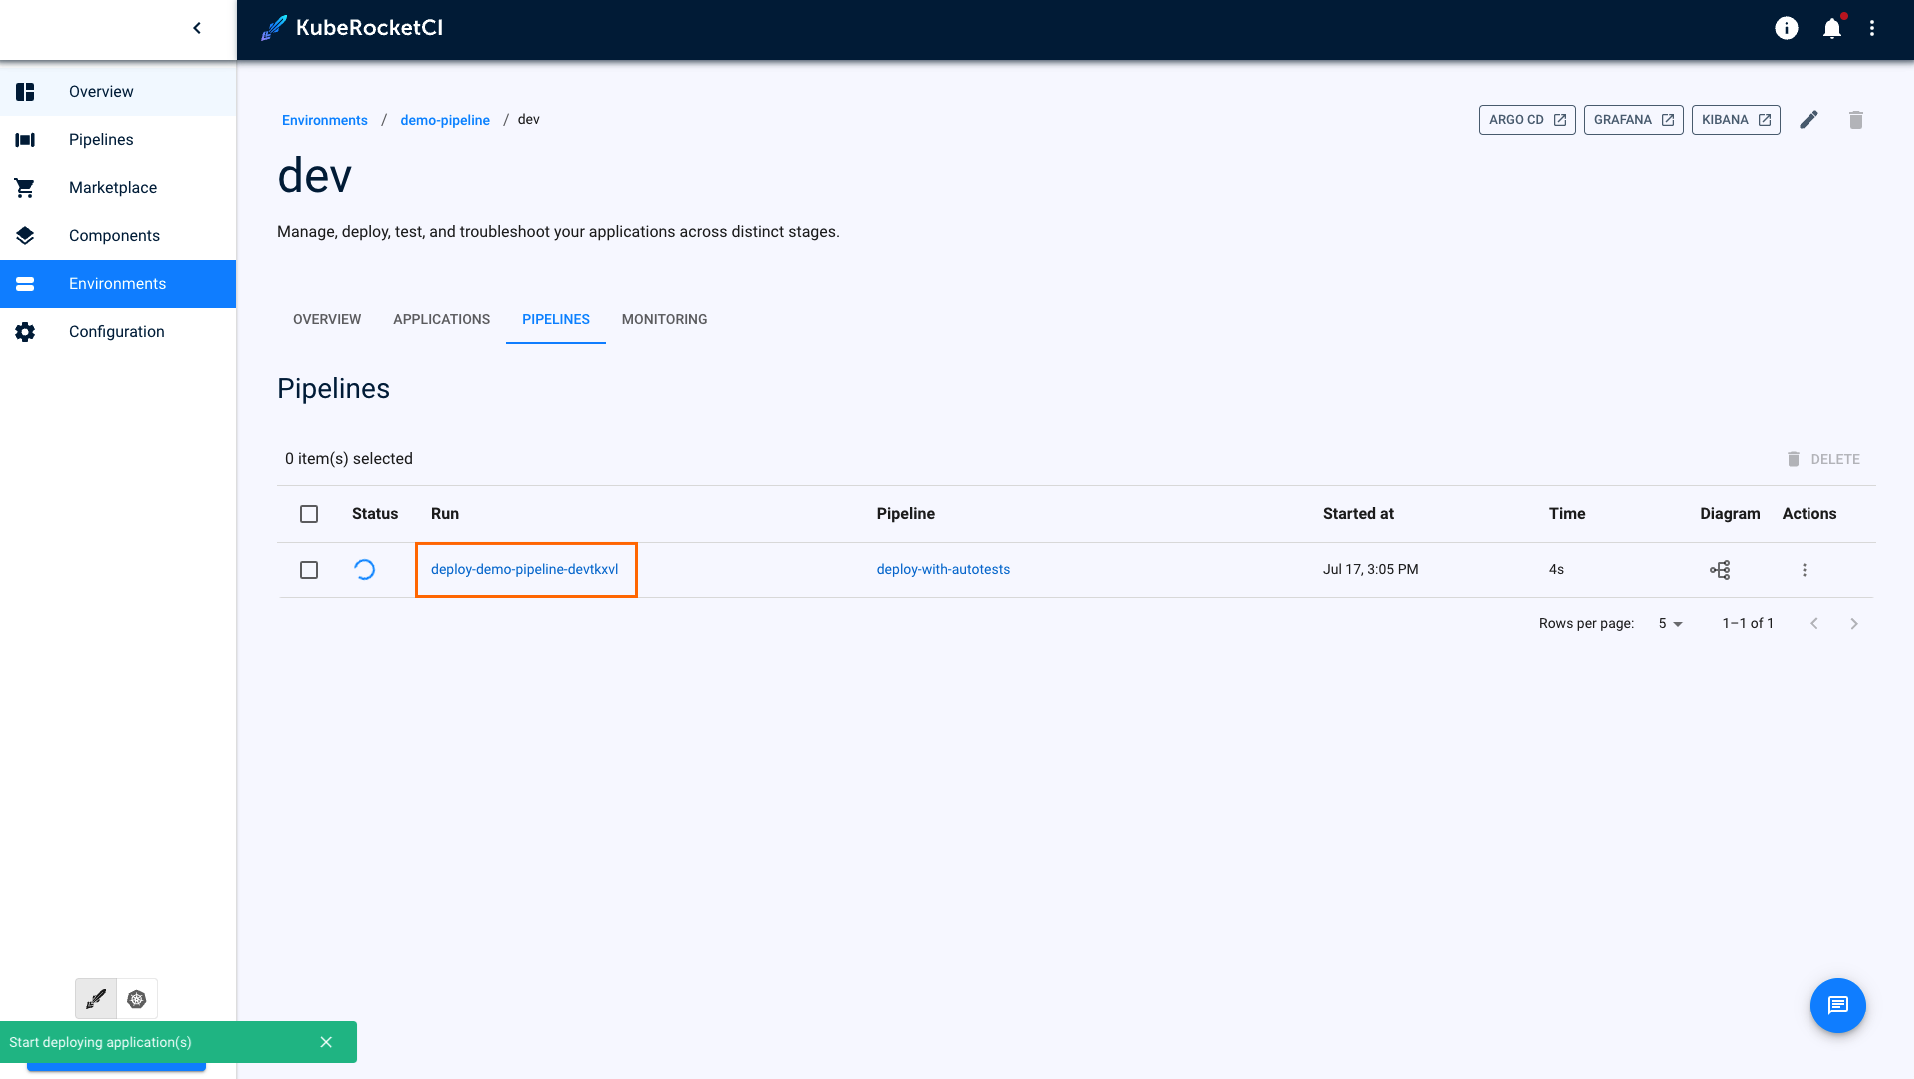 KubeRocketCI
Overview
Pipelines
Marketplace
Components
Environments
Configuration
Environments / demo-pipeline / dev
ARGO CD
GRAFANA
KIBANA
dev
Manage, deploy, test, and troubleshoot your applications across distinct stages.
OVERVIEW APPLICATIONS PIPELINES MONITORING
Pipelines
0 item(s) selected
DELETE
Status Run Pipeline Started at Time Diagram Actions
deploy-demo-pipeline-devtkxvl deploy-with-autotests Jul 17, 3:05 PM 4s
Rows per page: 5 1–1 of 1
Start deploying application(s)